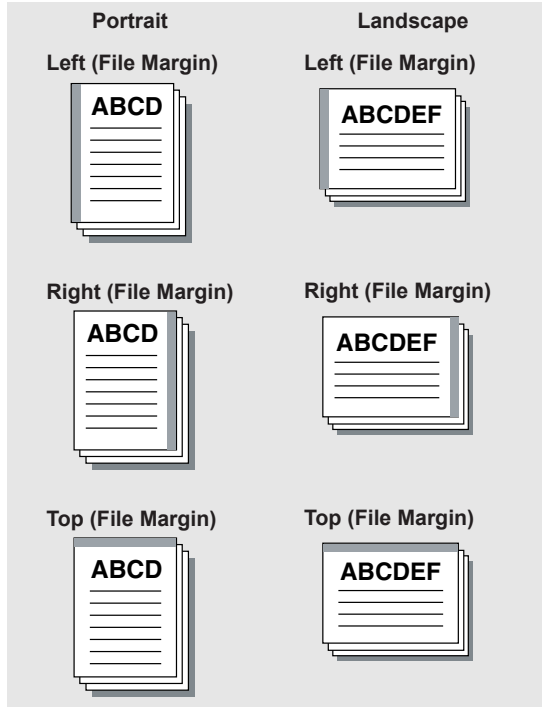 Portrait Landscape
Left (File Margin) Left (File Margin)
ABCD ABCDEF
Right (File Margin) Right (File Margin)
ABCD ABCDEF
Top (File Margin) Top (File Margin)
ABCD ABCDEF